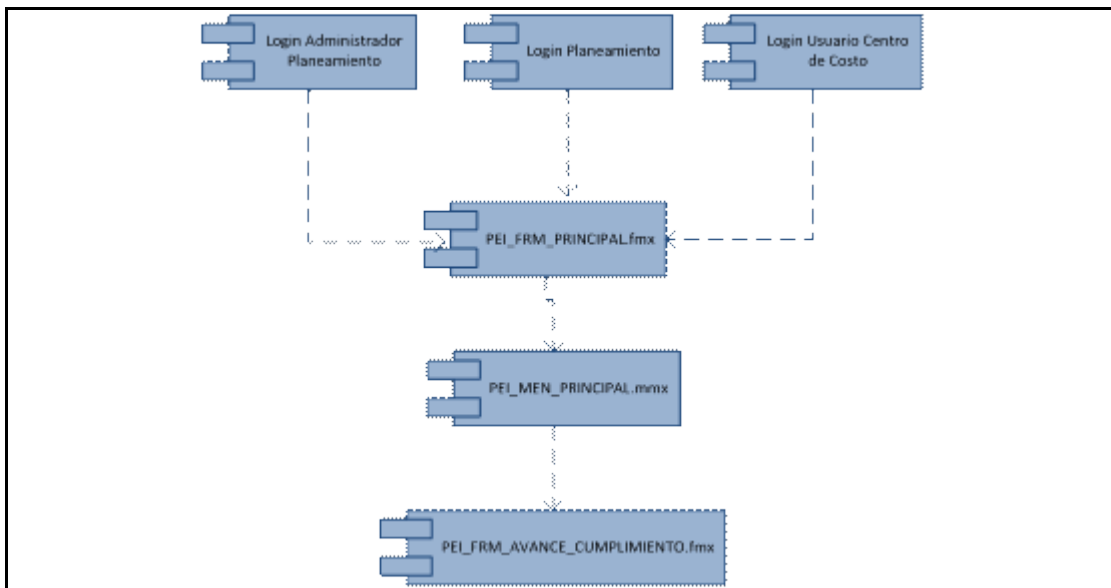 Login Administrador
Planeamiento
Login Planeamiento
Login Usuario Centro
de Costo
PEI_FRM_PRINCIPAL.fmx
PEI_MEN_PRINCIPAL.mmx
PEI_FRM_AVANCE_CUMPLIMIENTO.fmx